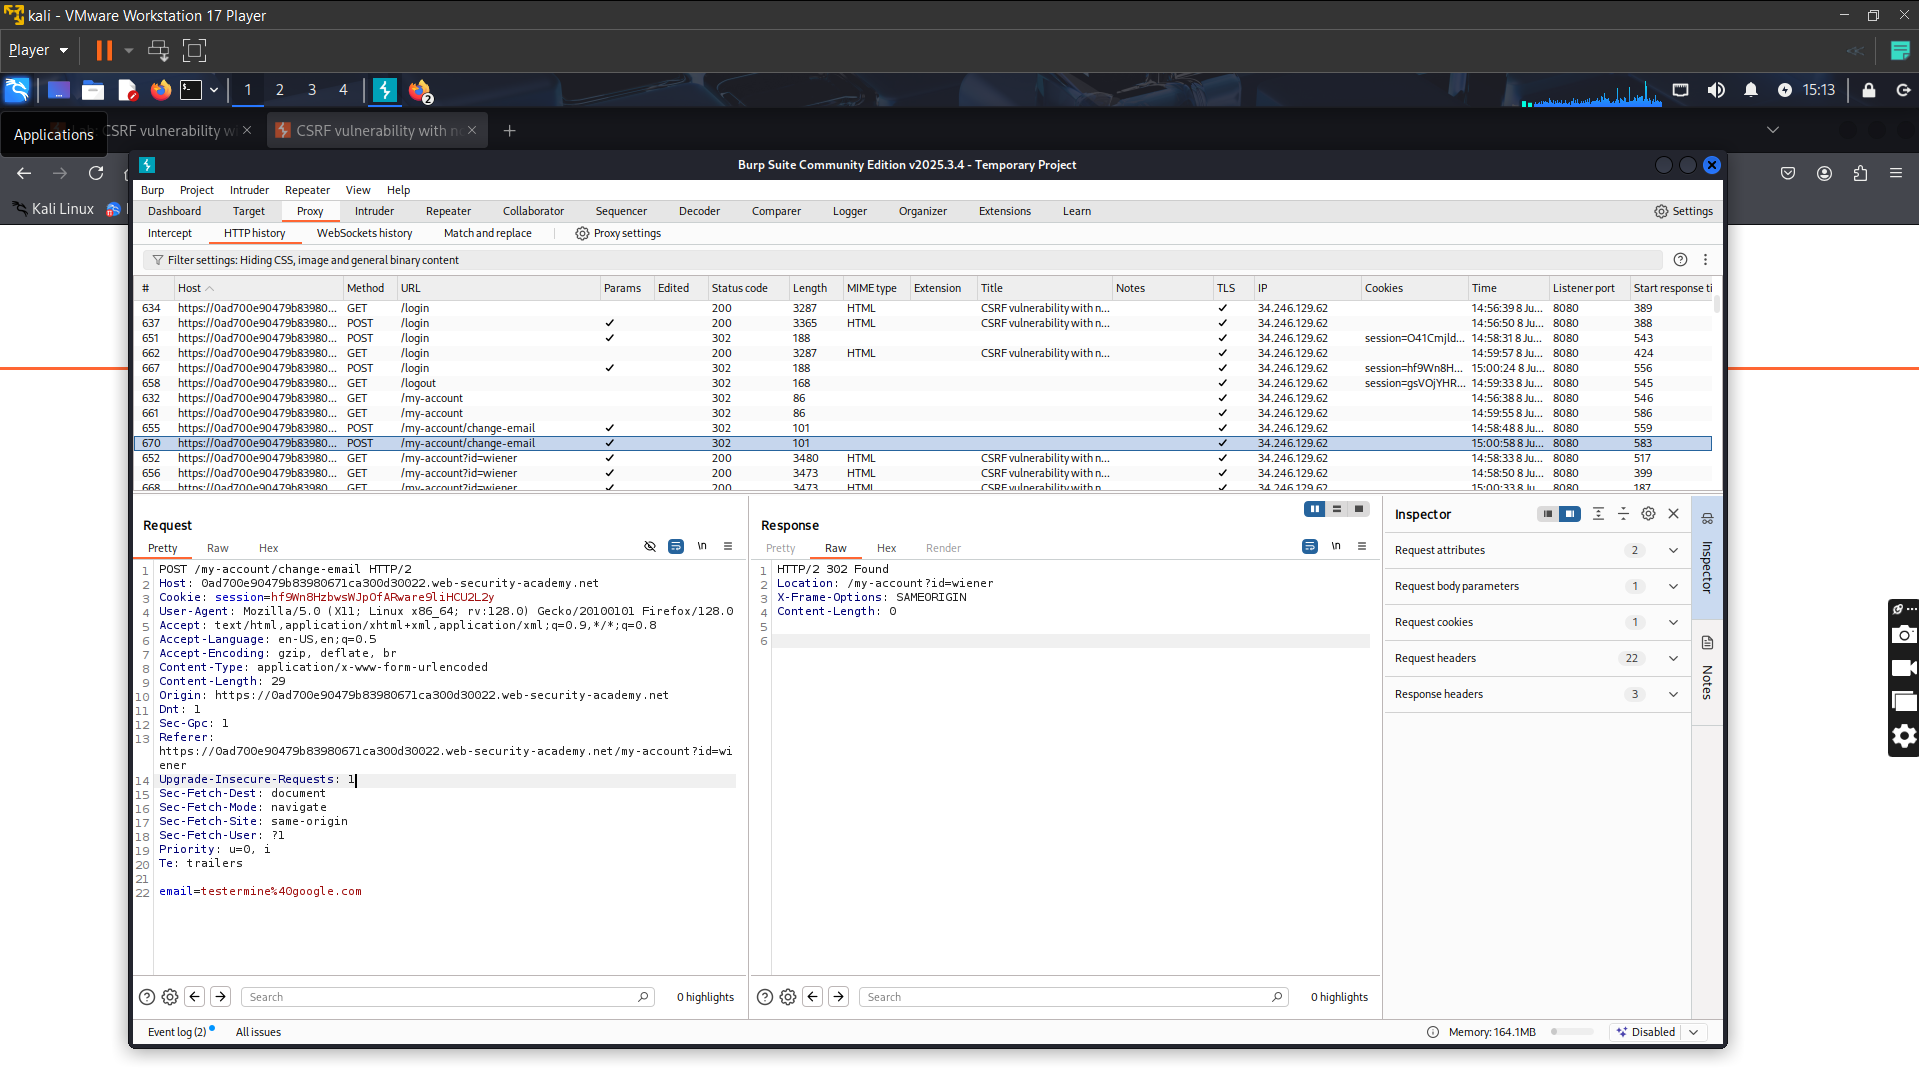 kali - VMware Workstation 17 Player
Player
1 2 3 4
2
15:13
Applications
CSRF vulnerability wi
CSRF vulnerability with no
Kali Linux
Burp Suite Community Edition v2025.3.4 - Temporary Project
Burp Project Intruder Repeater View Help
Dashboard Target Proxy Intruder Repeater Collaborator Sequencer Decoder Comparer Logger Organizer Extensions Learn Settings
Intercept HTTP history WebSockets history Match and replace Proxy settings
Filter settings: Hiding CSS, image and general binary content
# Host Method URL Params Edited Status code Length MIME type Extension Title Notes TLS IP Cookies Time Listener port Start response ti
634 https://0ad700e90479b83980... GET /login 200 3287 HTML CSRF vulnerability with n... ✓ 34.246.129.62 14:56:39 8 Ju... 8080 389
637 https://0ad700e90479b83980... POST /login ✓ 200 3365 HTML CSRF vulnerability with n... ✓ 34.246.129.62 14:56:50 8 Ju... 8080 388
651 https://0ad700e90479b83980... POST /login ✓ 302 188 ✓ 34.246.129.62 session=O41Cmjld... 14:58:31 8 Ju... 8080 543
662 https://0ad700e90479b83980... GET /login 200 3287 HTML CSRF vulnerability with n... ✓ 34.246.129.62 14:59:57 8 Ju... 8080 424
667 https://0ad700e90479b83980... POST /login ✓ 302 188 ✓ 34.246.129.62 session=hf9Wn8H... 15:00:24 8 Ju... 8080 556
658 https://0ad700e90479b83980... GET /logout 302 168 ✓ 34.246.129.62 session=gsVOjYHR... 14:59:33 8 Ju... 8080 545
632 https://0ad700e90479b83980... GET /my-account 302 86 ✓ 34.246.129.62 14:56:38 8 Ju... 8080 546
661 https://0ad700e90479b83980... GET /my-account 302 86 ✓ 34.246.129.62 14:59:55 8 Ju... 8080 586
655 https://0ad700e90479b83980... POST /my-account/change-email ✓ 302 101 ✓ 34.246.129.62 14:58:48 8 Ju... 8080 559
670 https://0ad700e90479b83980... POST /my-account/change-email ✓ 302 101 ✓ 34.246.129.62 15:00:58 8 Ju... 8080 583
652 https://0ad700e90479b83980... GET /my-account?id=wiener ✓ 200 3480 HTML CSRF vulnerability with n... ✓ 34.246.129.62 14:58:33 8 Ju... 8080 517
656 https://0ad700e90479b83980... GET /my-account?id=wiener ✓ 200 3473 HTML CSRF vulnerability with n... ✓ 34.246.129.62 14:58:50 8 Ju... 8080 399
668 https://0ad700e90479b83980... GET /my-account?id=wiener ✓ 200 3473 HTML CSRF vulnerability with n... ✓ 34.246.129.62 15:00:33 8 Ju... 8080 187
Request
Pretty Raw Hex \n
1 POST /my-account/change-email HTTP/2
2 Host: 0ad700e90479b83980671ca300d30022.web-security-academy.net
3 Cookie: session=hf9Wn8HzbwsWJpOfARware9liHCU2L2y
4 User-Agent: Mozilla/5.0 (X11; Linux x86_64; rv:128.0) Gecko/20100101 Firefox/128.0
5 Accept: text/html,application/xhtml+xml,application/xml;q=0.9,*/*;q=0.8
6 Accept-Language: en-US,en;q=0.5
7 Accept-Encoding: gzip, deflate, br
8 Content-Type: application/x-www-form-urlencoded
9 Content-Length: 29
10 Origin: https://0ad700e90479b83980671ca300d30022.web-security-academy.net
11 Dnt: 1
12 Sec-Gpc: 1
13 Referer:
https://0ad700e90479b83980671ca300d30022.web-security-academy.net/my-account?id=wi
ener
14 Upgrade-Insecure-Requests: 1
15 Sec-Fetch-Dest: document
16 Sec-Fetch-Mode: navigate
17 Sec-Fetch-Site: same-origin
18 Sec-Fetch-User: ?1
19 Priority: u=0, i
20 Te: trailers
21
22 email=testermine%40google.com
Search 0 highlights
Response
Pretty Raw Hex Render \n
1 HTTP/2 302 Found
2 Location: /my-account?id=wiener
3 X-Frame-Options: SAMEORIGIN
4 Content-Length: 0
5
6
Search 0 highlights
Inspector
Request attributes 2
Request body parameters 1
Request cookies 1
Request headers 22
Response headers 3
Inspector
Notes
Event log (2) All issues Memory: 164.1MB Disabled